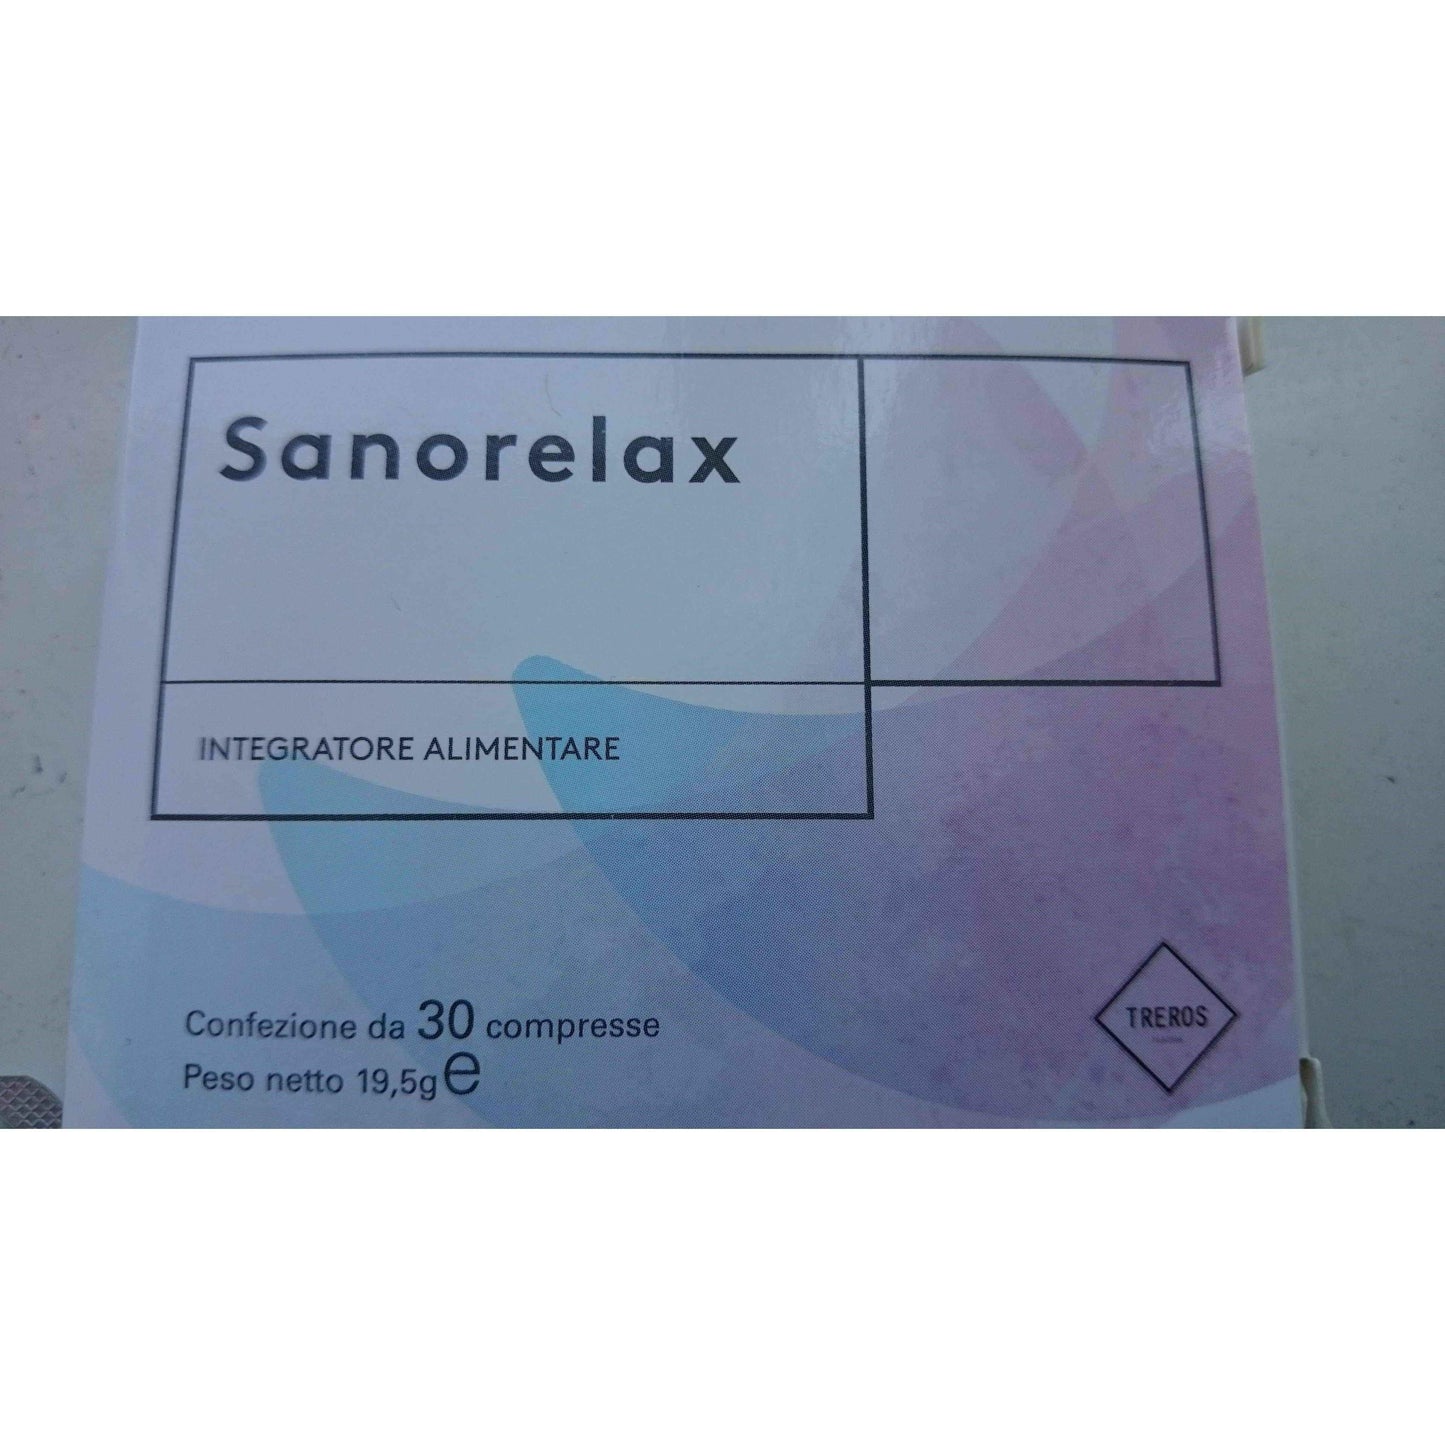 Sanorelax
INTEGRATORE ALIMENTARE
Confezione da 30 compresse
Peso netto 19,5g e
TREROS